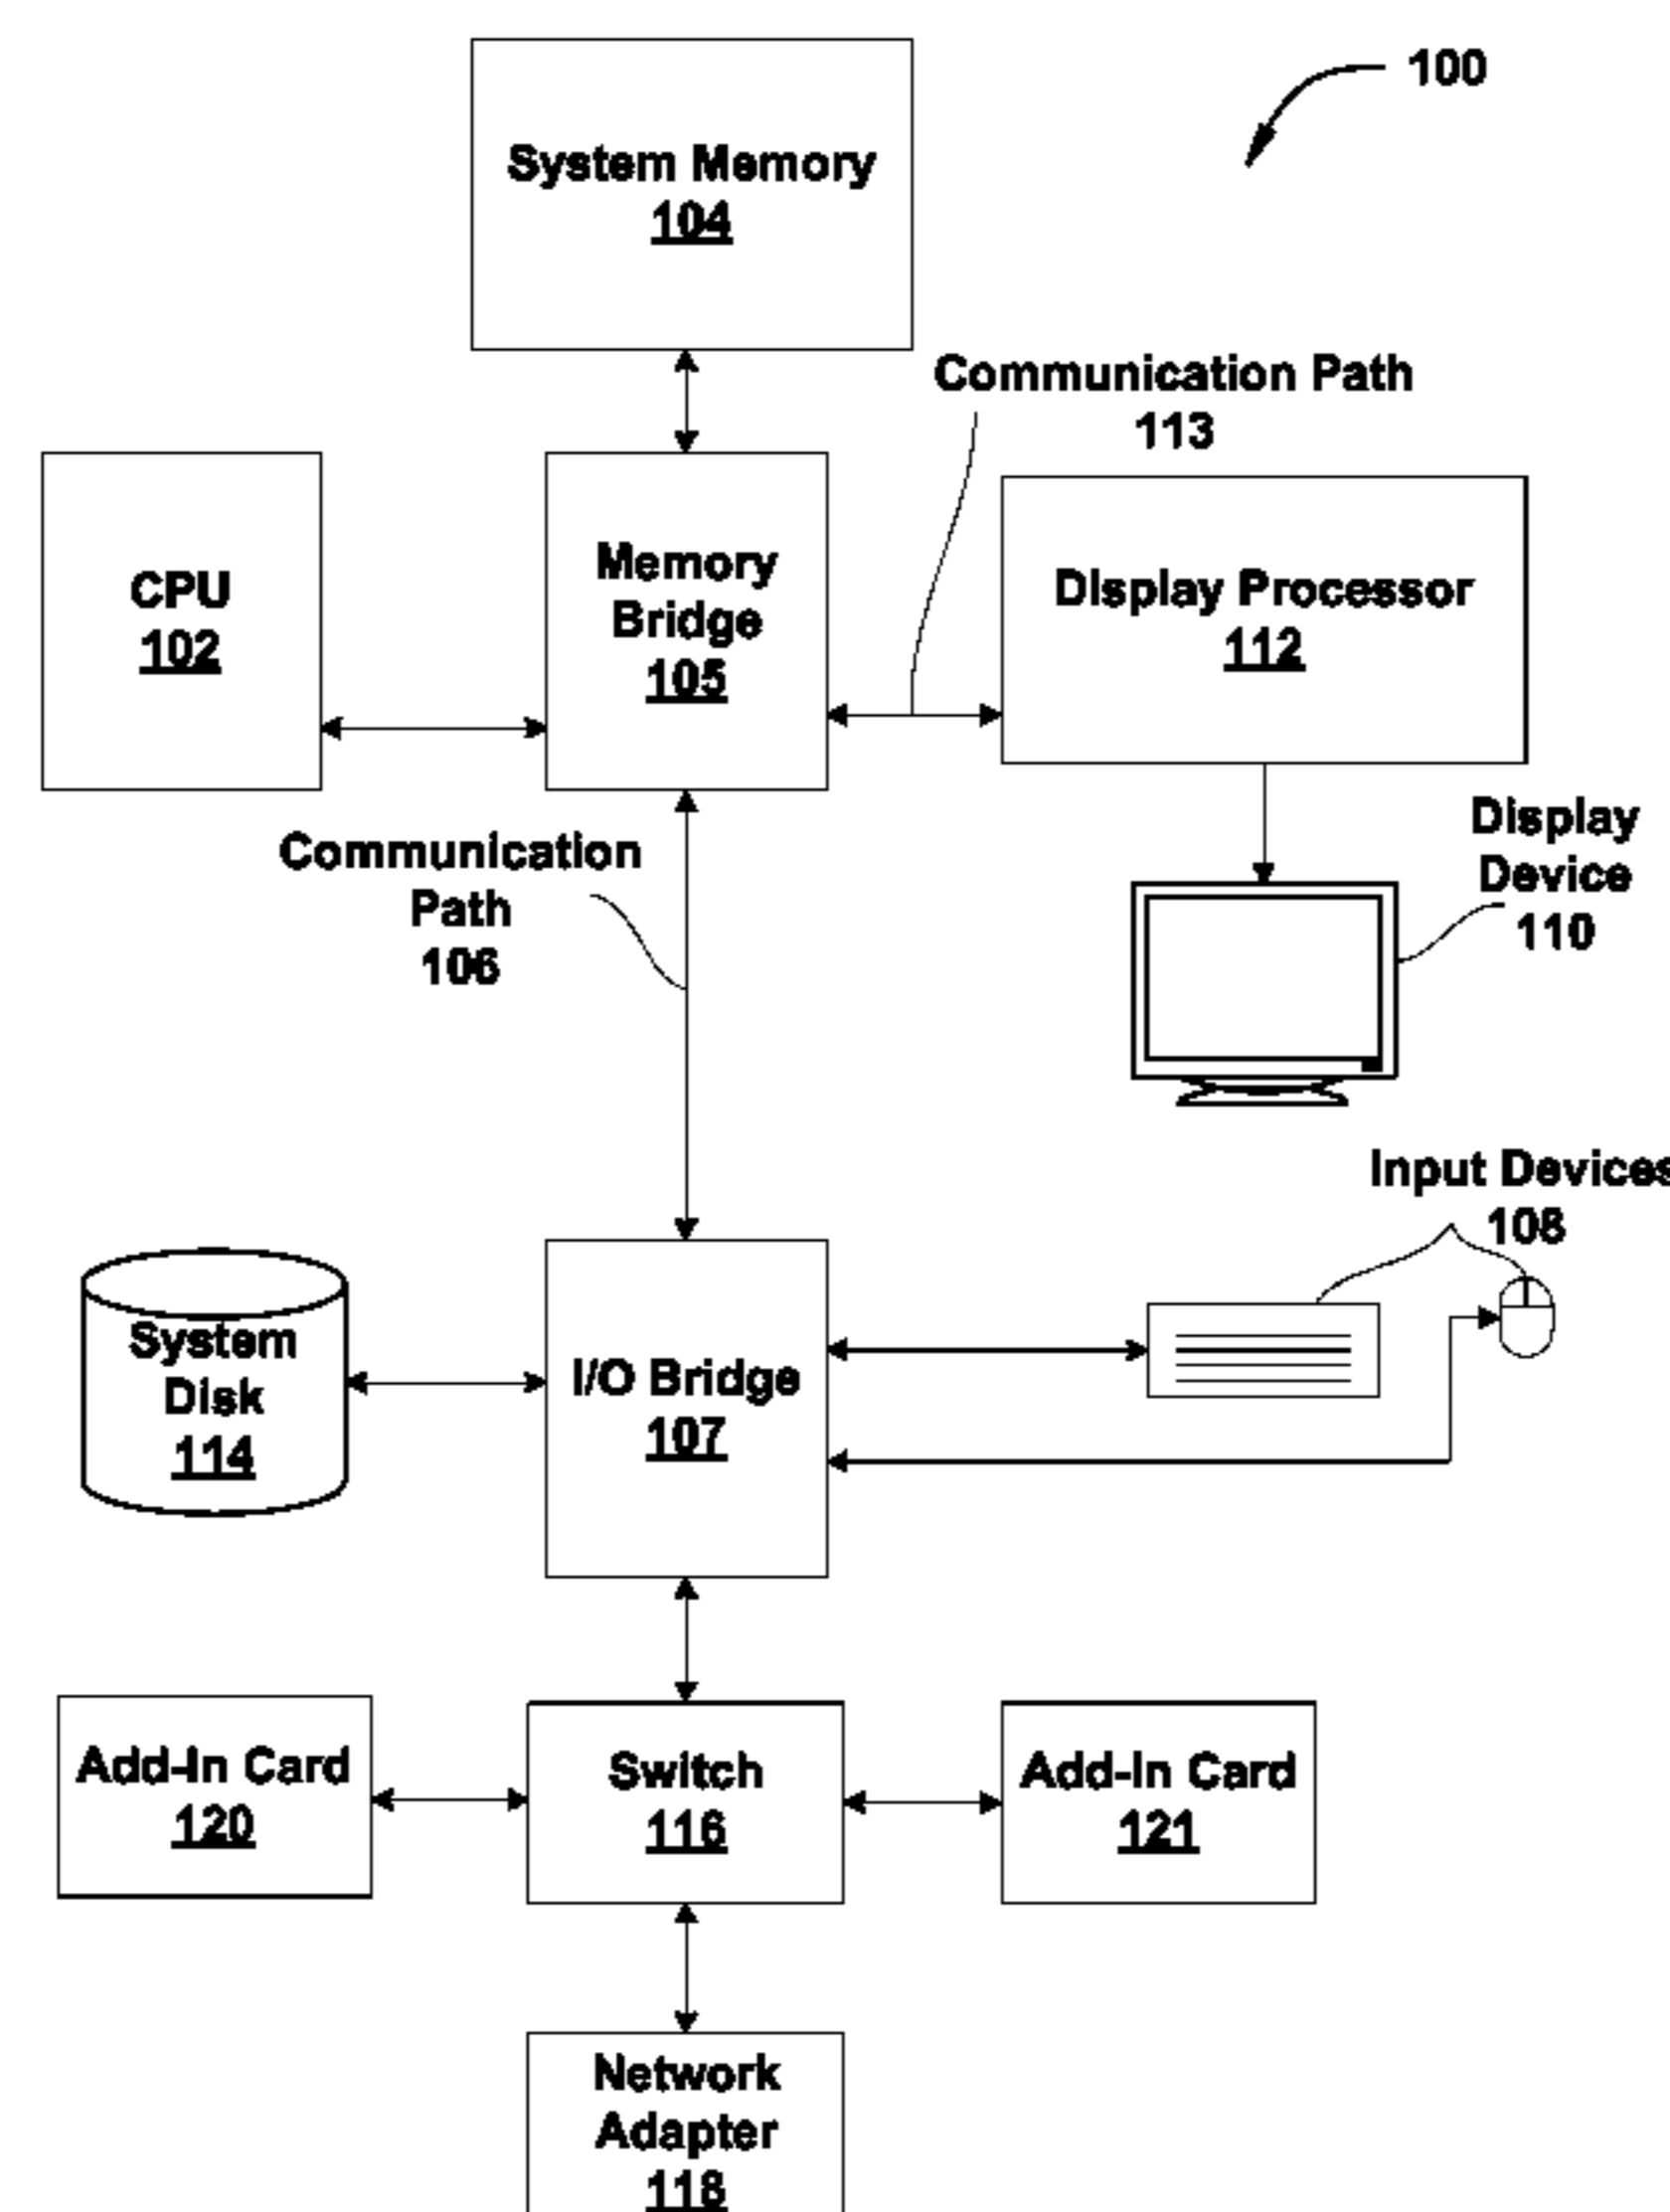 100
System Memory
104
Communication Path
113
CPU
102
Memory
Bridge
105
Display Processor
112
Communication
Path
106
Display
Device
110
Input Devices
108
System
Disk
114
I/O Bridge
107
Add-In Card
120
Switch
116
Add-In Card
121
Network
Adapter
118